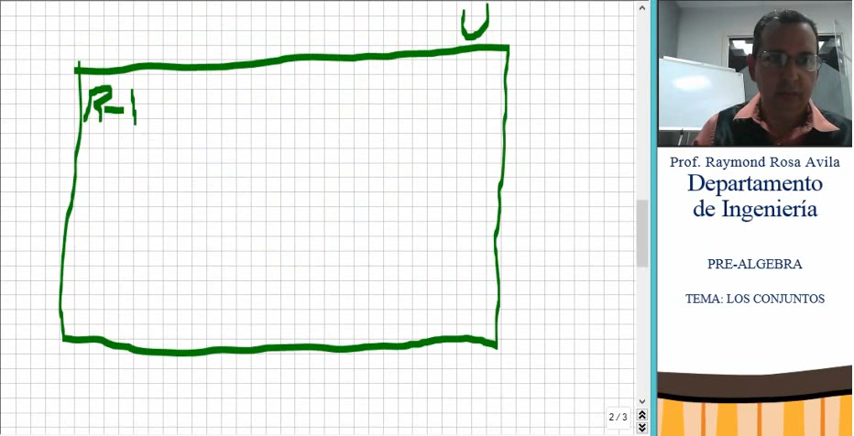 U
R-1
Prof. Raymond Rosa Avila
Departamento
de Ingeniería
PRE-ALGEBRA
TEMA: LOS CONJUNTOS
2 / 3